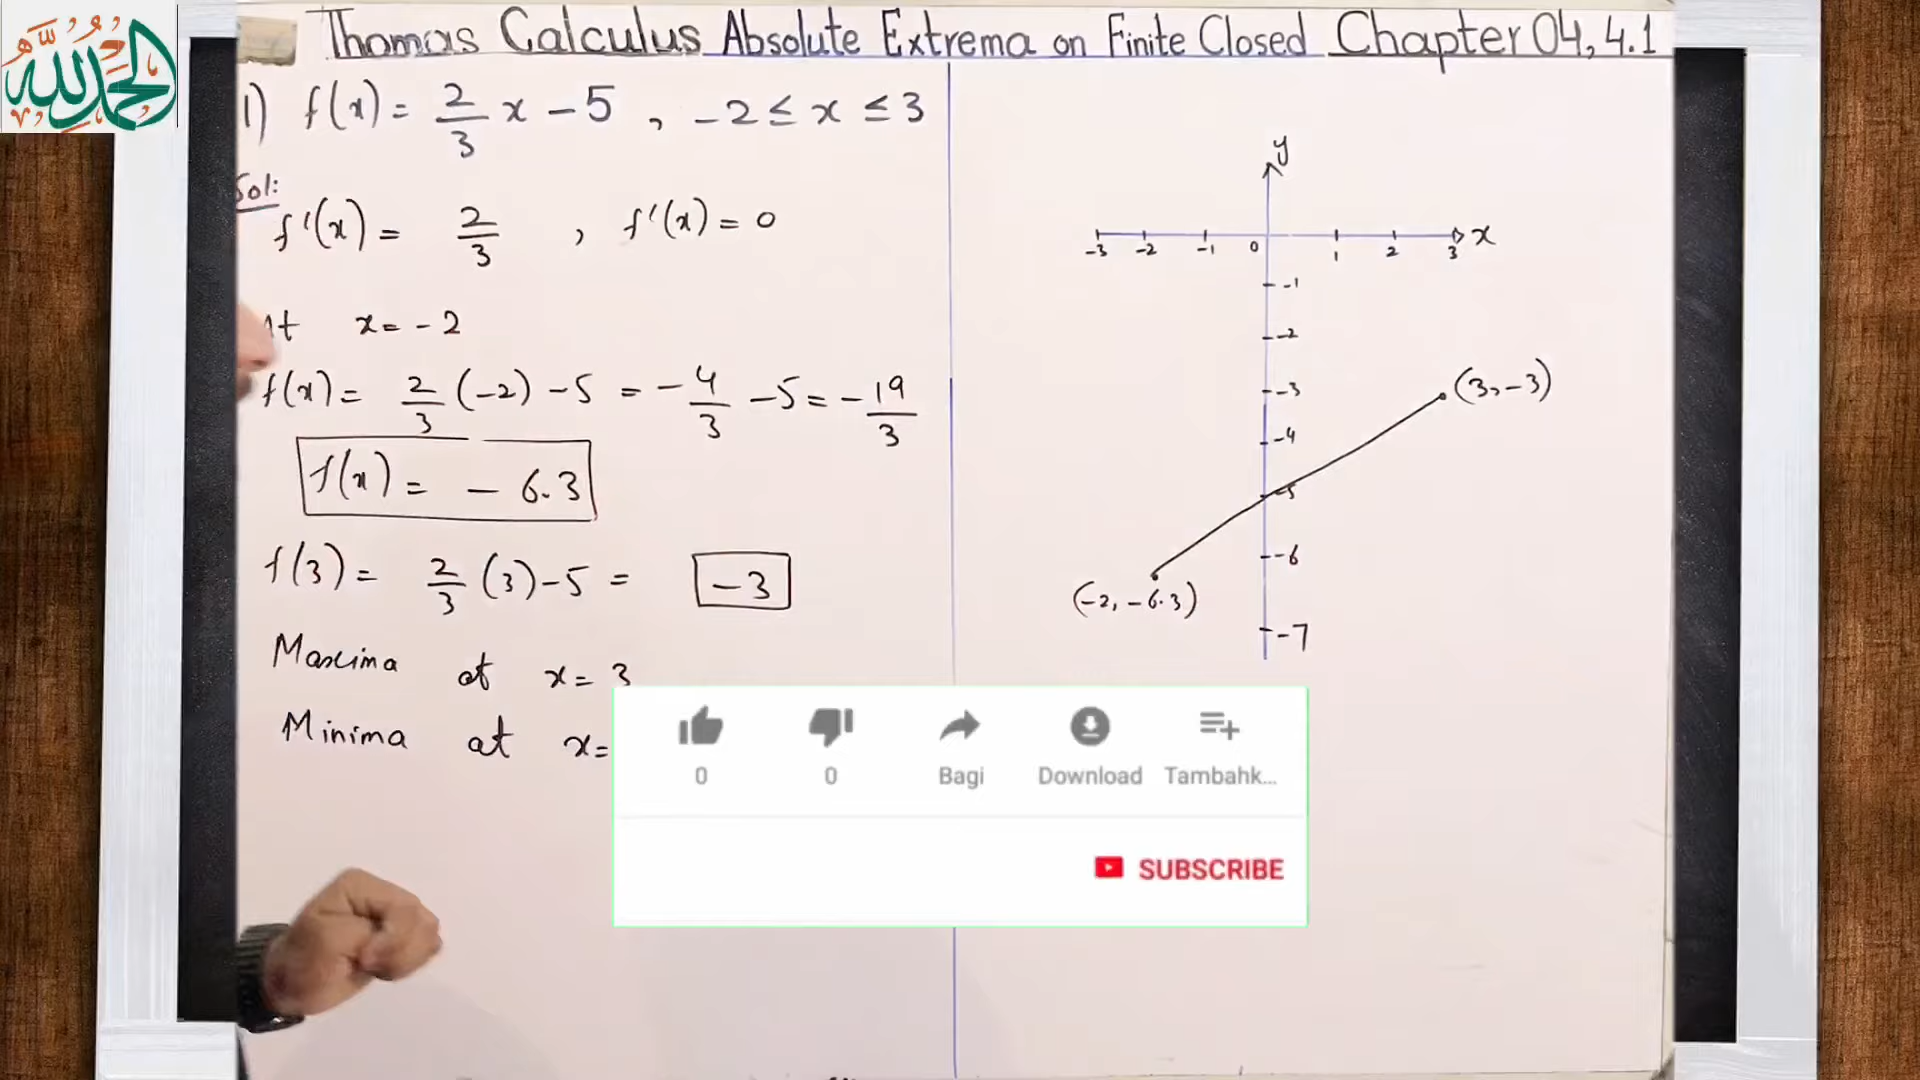 الحمد لله
Thomas Calculus Absolute Extrema on Finite Closed Chapter 04, 4.1
1) f(x) = 2/3 x - 5 , -2 ≤ x ≤ 3
Sol:
f'(x) = 2/3 , f'(x) = 0
At x = -2
f(x) = 2/3 (-2) - 5 = -4/3 - 5 = -19/3
f(x) = - 6.3
f(3) = 2/3 (3) - 5 = -3
Maxima at x = 3
Minima at x =
y
x
-3 -2 -1 0 1 2 3
-1
-2
-3
-4
-5
-6
-7
(3, -3)
(-2, -6.3)
0 0 Bagi Download Tambahk...
SUBSCRIBE